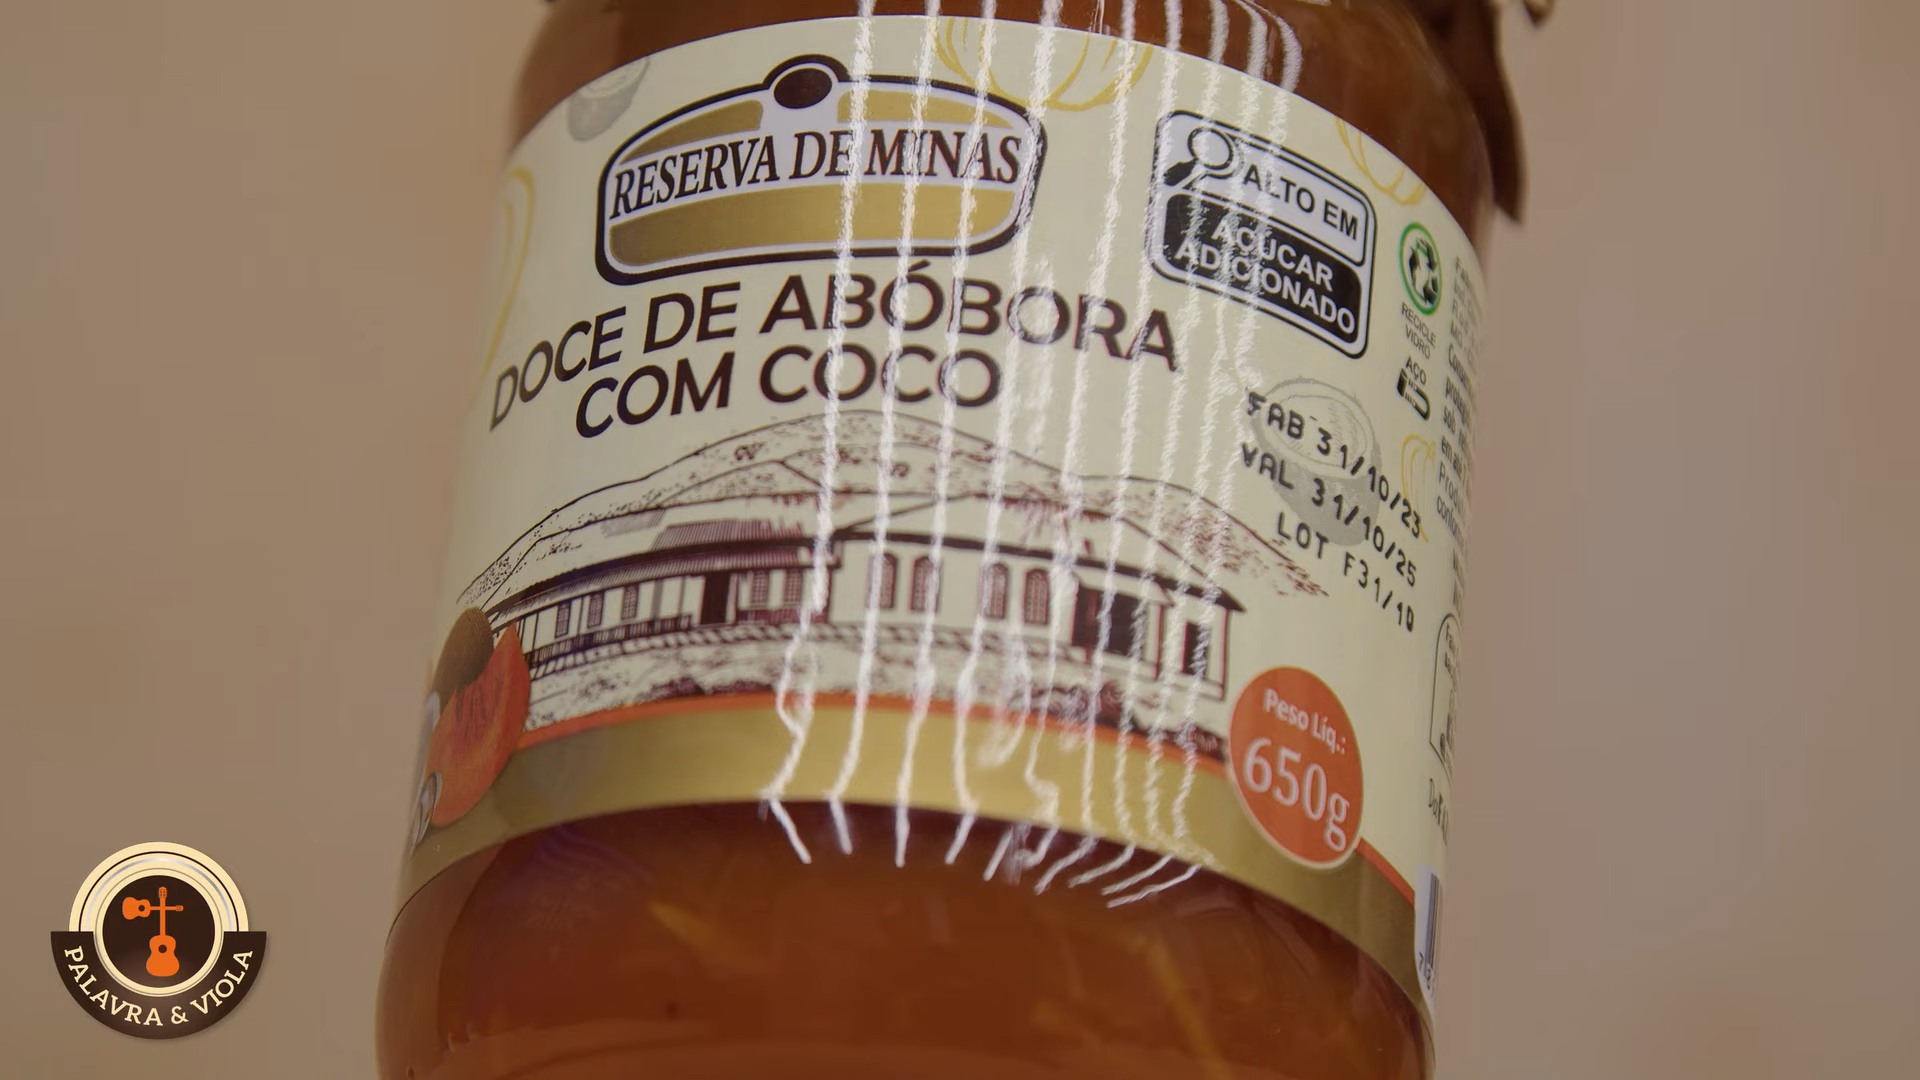 RESERVA DE MINAS
DOCE DE ABÓBORA
COM COCO
ALTO EM
AÇÚCAR
ADICIONADO
RECICLE
VIDRO
AÇO
FAB 31/10/23
VAL 31/10/25
LOT F31/10
Peso Líq.:
650g
PALAVRA & VIOLA